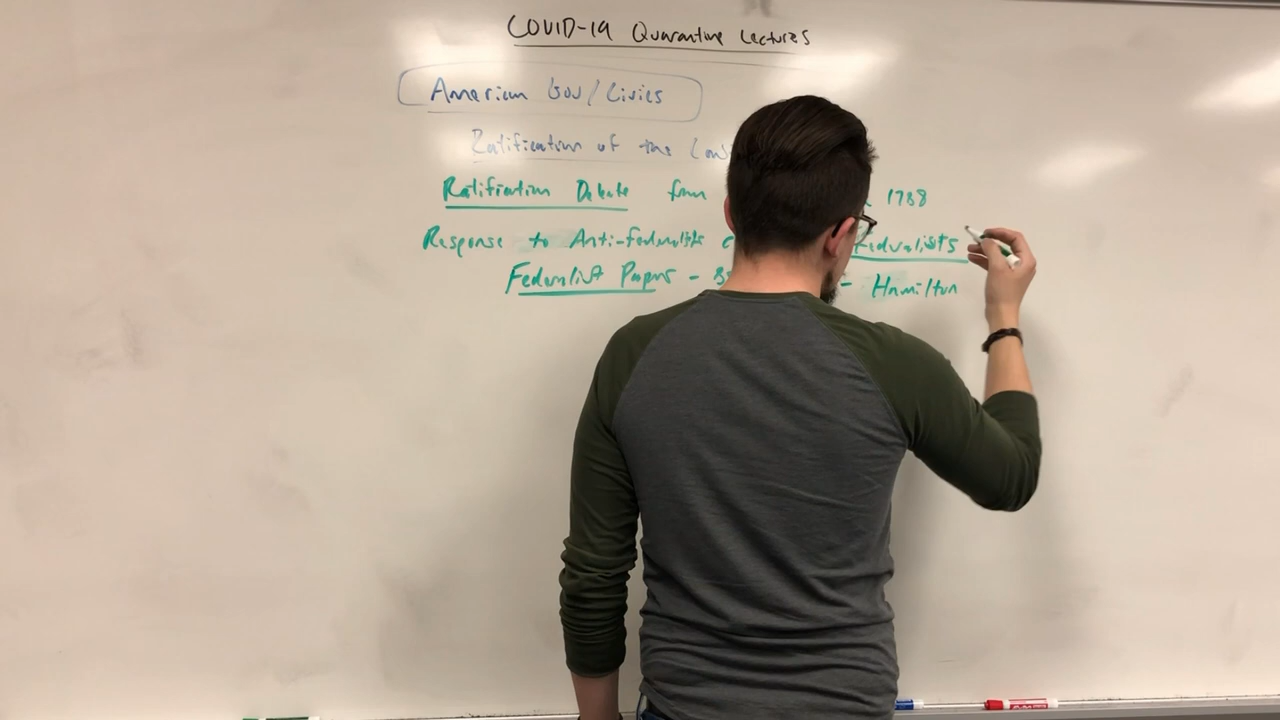 COVID-19 Quarantine Lectures
American Gov/Civics
Ratification of the Con
Ratification Debate from 1788
Response to Anti-Federalists Federalists
Federalist Papers - - Hamilton